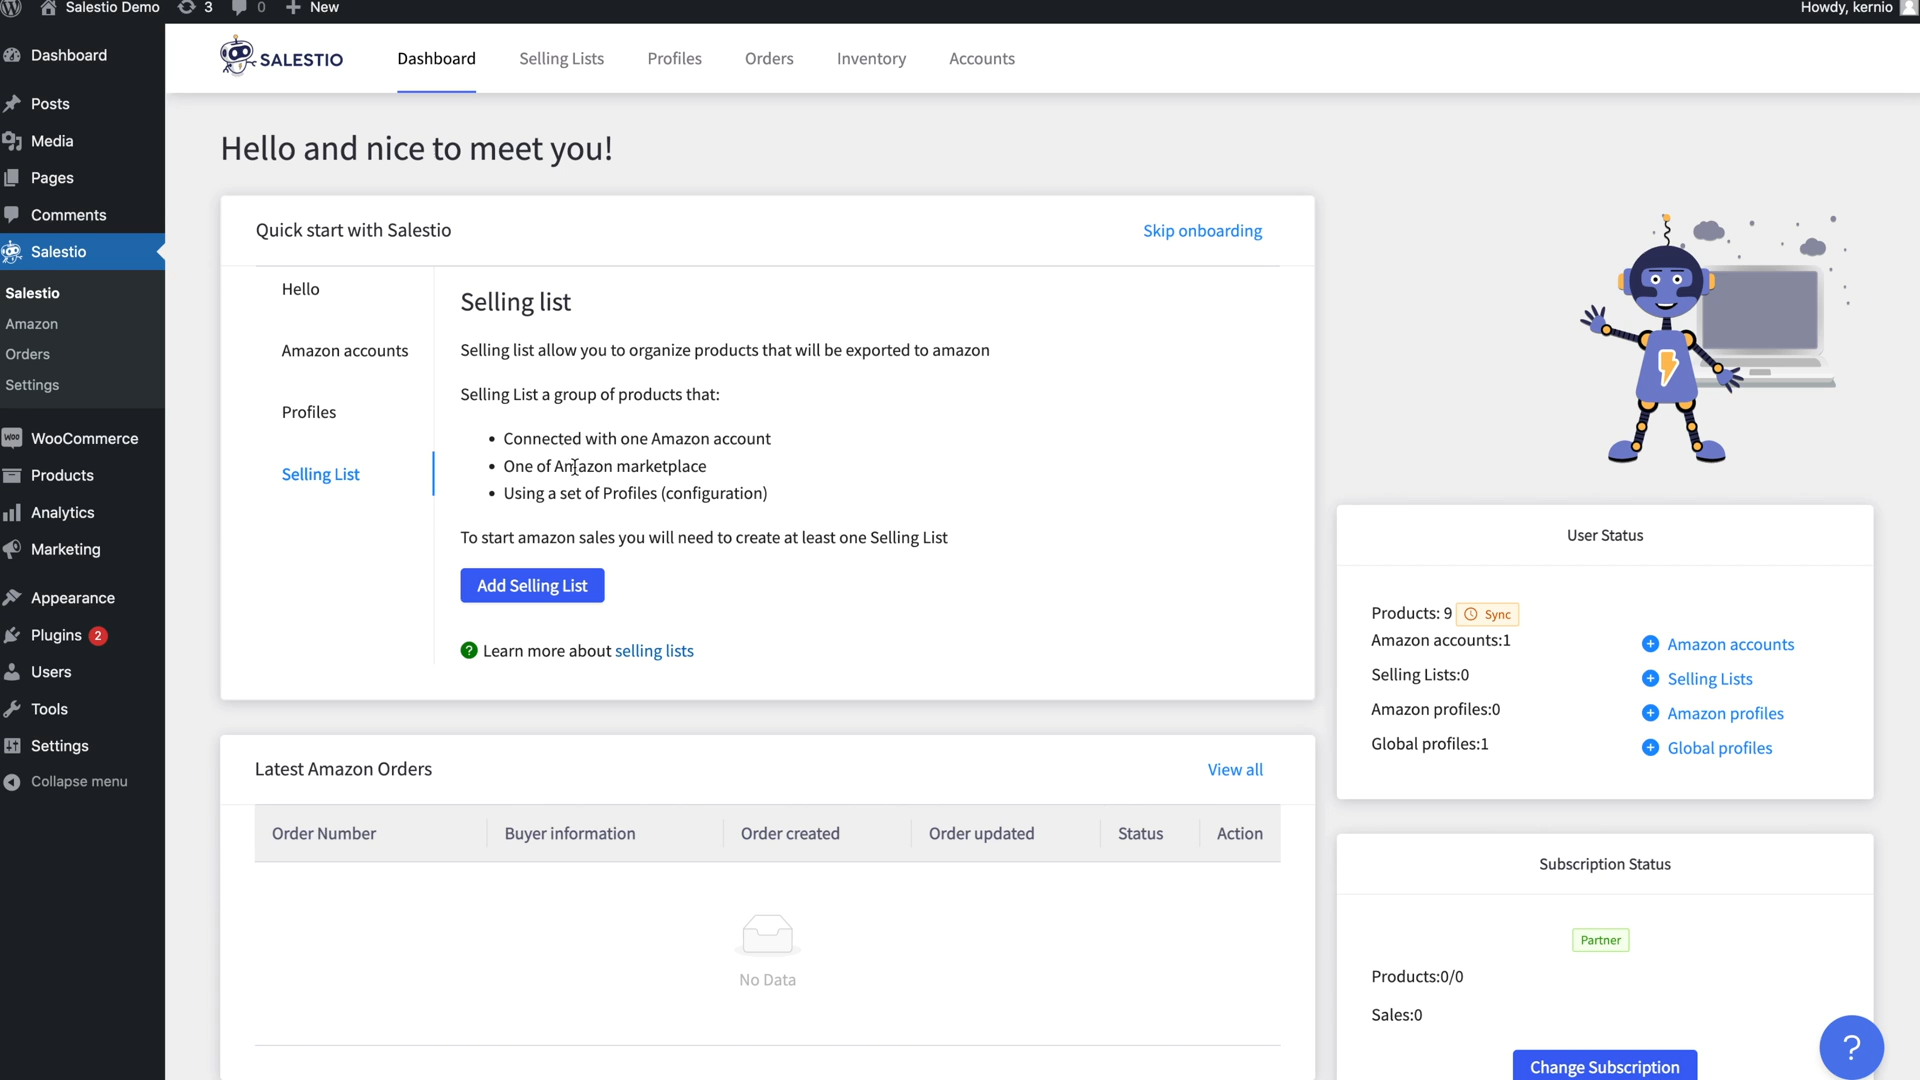 Salestio Demo 3 0 New Howdy, kernio
Dashboard
Posts
Media
Pages
Comments
Salestio
Salestio
Amazon
Orders
Settings
WooCommerce
Products
Analytics
Marketing
Appearance
Plugins 2
Users
Tools
Settings
Collapse menu
SALESTIO Dashboard Selling Lists Profiles Orders Inventory Accounts
Hello and nice to meet you!
Quick start with Salestio Skip onboarding
Hello
Amazon accounts
Profiles
Selling List
Selling list
Selling list allow you to organize products that will be exported to amazon
Selling List a group of products that:
• Connected with one Amazon account
• One of Amazon marketplace
• Using a set of Profiles (configuration)
To start amazon sales you will need to create at least one Selling List
Add Selling List
? Learn more about selling lists
User Status
Products: 9 Sync
Amazon accounts:1
Selling Lists:0
Amazon profiles:0
Global profiles:1
Amazon accounts
Selling Lists
Amazon profiles
Global profiles
Latest Amazon Orders View all
Order Number Buyer information Order created Order updated Status Action
No Data
Subscription Status
Partner
Products:0/0
Sales:0
Change Subscription
?